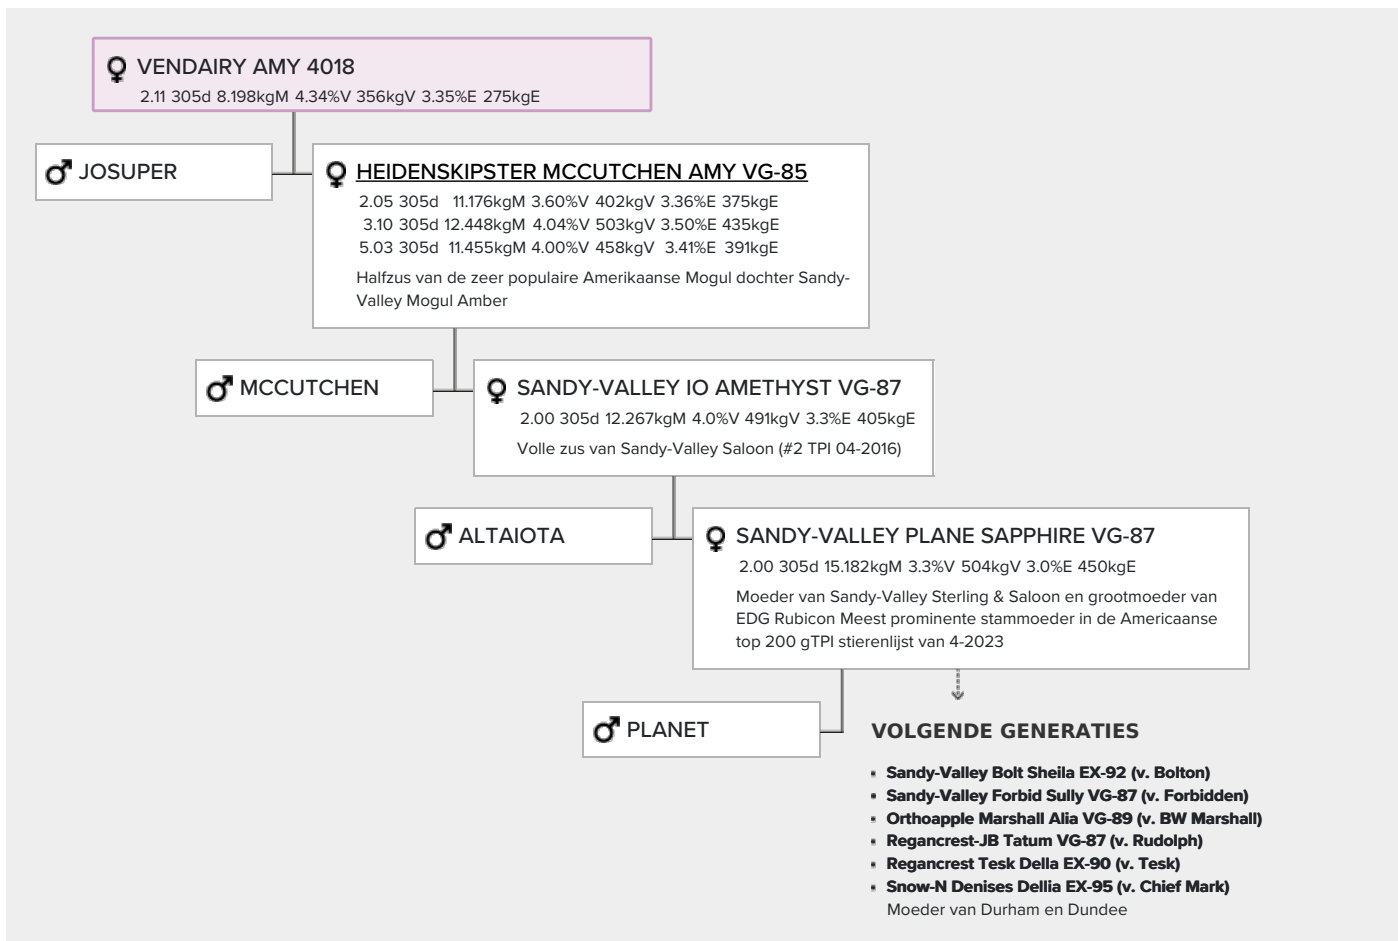 VENDAIRY AMY 4018
2.11 305d 8.198kgM 4.34%V 356kgV 3.35%E 275kgE
JOSUPER
HEIDENSKIPSTER MCCUTCHEN AMY VG-85
2.05 305d 11.176kgM 3.60%V 402kgV 3.36%E 375kgE
3.10 305d 12.448kgM 4.04%V 503kgV 3.50%E 435kgE
5.03 305d 11.455kgM 4.00%V 458kgV 3.41%E 391kgE
Halfzus van de zeer populaire Amerikaanse Mogul dochter Sandy-
Valley Mogul Amber
MCCUTCHEN
SANDY-VALLEY IO AMETHYST VG-87
2.00 305d 12.267kgM 4.0%V 491kgV 3.3%E 405kgE
Volle zus van Sandy-Valley Saloon (#2 TPI 04-2016)
ALTAIOTA
SANDY-VALLEY PLANE SAPPHIRE VG-87
2.00 305d 15.182kgM 3.3%V 504kgV 3.0%E 450kgE
Moeder van Sandy-Valley Sterling & Saloon en grootmoeder van
EDG Rubicon Meest prominente stammoeder in de Americaanse
top 200 gTPI stierenlijst van 4-2023
PLANET
VOLGENDE GENERATIES
▪ Sandy-Valley Bolt Sheila EX-92 (v. Bolton)
▪ Sandy-Valley Forbid Sully VG-87 (v. Forbidden)
▪ Orthoapple Marshall Alia VG-89 (v. BW Marshall)
▪ Regancrest-JB Tatum VG-87 (v. Rudolph)
▪ Regancrest Tesk Della EX-90 (v. Tesk)
▪ Snow-N Denises Dellia EX-95 (v. Chief Mark)
Moeder van Durham en Dundee